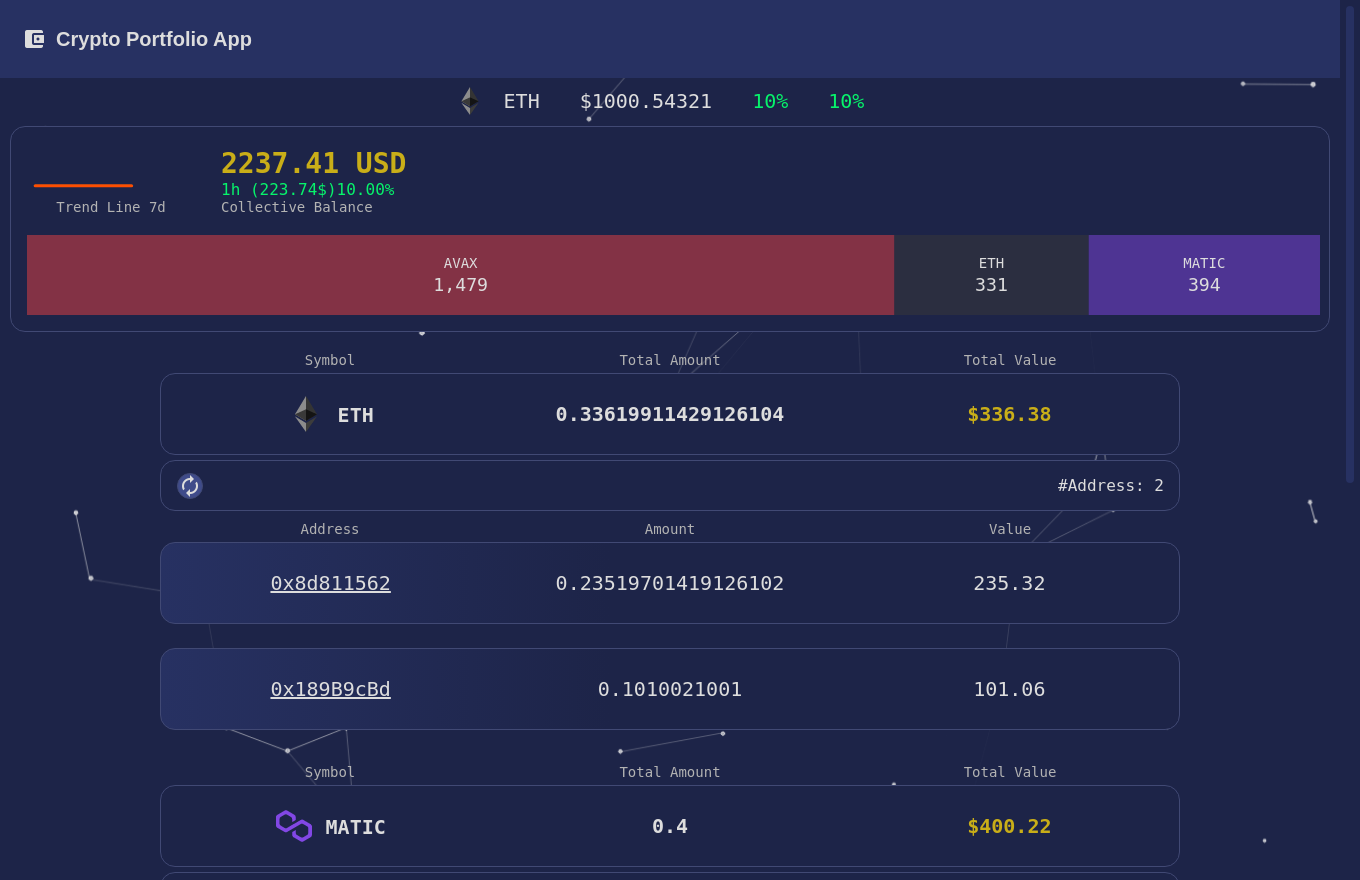 Crypto Portfolio App
ETH $1000.54321 10% 10%
2237.41 USD
1h (223.74$)10.00%
Trend Line 7d Collective Balance
AVAX ETH MATIC
1,479 331 394
Symbol Total Amount Total Value
ETH 0.33619911429126104 $336.38
#Address: 2
Address Amount Value
0x8d811562 0.23519701419126102 235.32
0x189B9cBd 0.1010021001 101.06
Symbol Total Amount Total Value
MATIC 0.4 $400.22